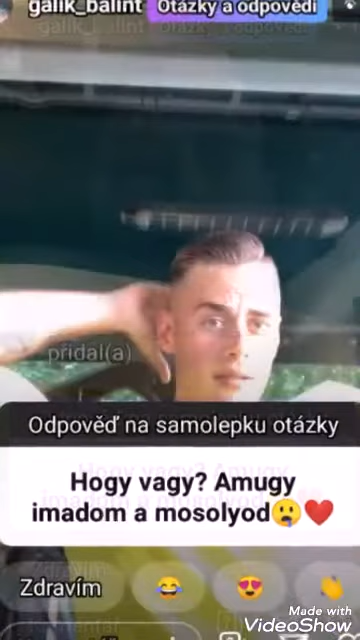 galik_balint Otázky a odpovědi
přidal(a)
Odpověď na samolepku otázky
Hogy vagy? Amugy
imadom a mosolyod🤤❤️
Zdravím 😂 😍 👏
Made with
VideoShow